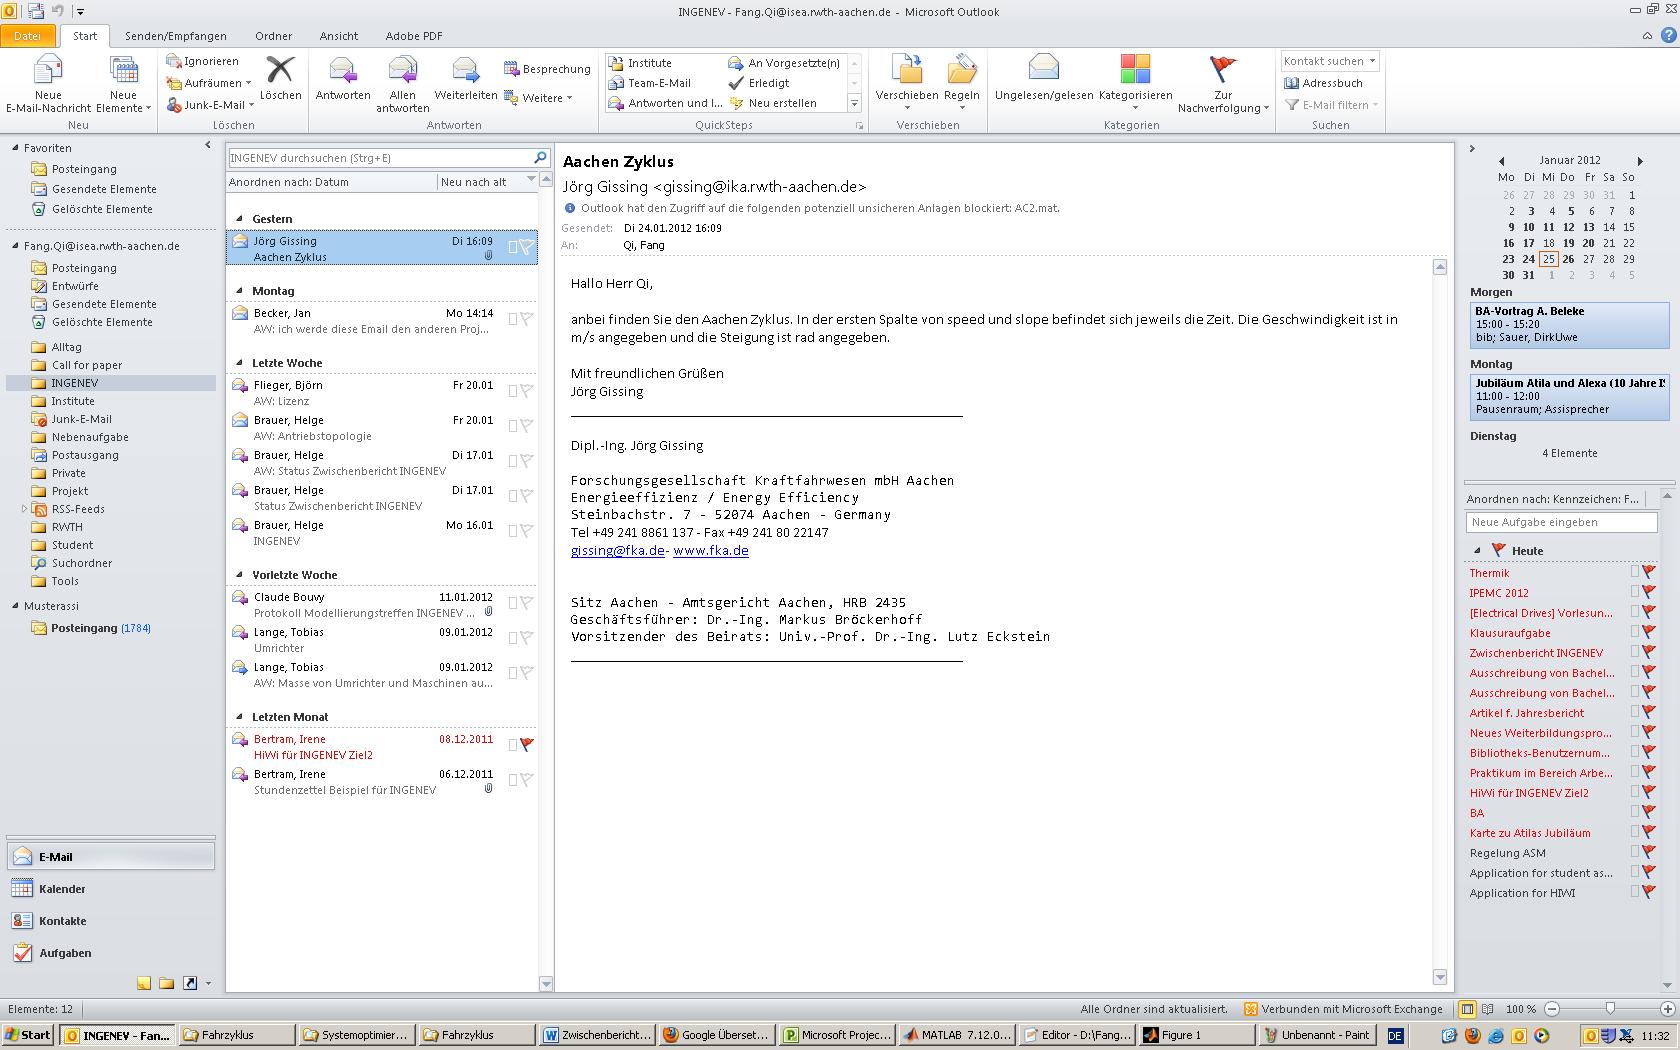 INGENEV - Fang.Qi@isea.rwth-aachen.de - Microsoft Outlook
Datei
Start
Senden/Empfangen
Ordner
Ansicht
Adobe PDF
Neue
E-Mail-Nachricht
Neue
Elemente
Neu
Ignorieren
Aufräumen
Junk-E-Mail
Löschen
Löschen
Antworten
Allen
antworten
Weiterleiten
Besprechung
Weitere
Antworten
Institute
Team-E-Mail
Antworten und l...
An Vorgesetzte(n)
Erledigt
Neu erstellen
QuickSteps
Verschieben
Regeln
Verschieben
Ungelesen/gelesen
Kategorisieren
Zur
Nachverfolgung
Kategorien
Kontakt suchen
Adressbuch
E-Mail filtern
Suchen
Favoriten
Posteingang
Gesendete Elemente
Gelöschte Elemente
Fang.Qi@isea.rwth-aachen.de
Posteingang
Entwürfe
Gesendete Elemente
Gelöschte Elemente
Alltag
Call for paper
INGENEV
Institute
Junk-E-Mail
Nebenaufgabe
Postausgang
Private
Projekt
RSS-Feeds
RWTH
Student
Suchordner
Tools
Musterassi
Posteingang (1784)
E-Mail
Kalender
Kontakte
Aufgaben
INGENEV durchsuchen (Strg+E)
Anordnen nach: Datum
Neu nach alt
Gestern
Jörg Gissing Di 16:09
Aachen Zyklus
Montag
Becker, Jan Mo 14:14
AW: ich werde diese Email den anderen Proj...
Letzte Woche
Flieger, Björn Fr 20.01
AW: Lizenz
Brauer, Helge Fr 20.01
AW: Antriebstopologie
Brauer, Helge Di 17.01
AW: Status Zwischenbericht INGENEV
Brauer, Helge Di 17.01
Status Zwischenbericht INGENEV
Brauer, Helge Mo 16.01
INGENEV
Vorletzte Woche
Claude Bouvy 11.01.2012
Protokoll Modellierungstreffen INGENEV ...
Lange, Tobias 09.01.2012
Umrichter
Lange, Tobias 09.01.2012
AW: Masse von Umrichter und Maschinen au...
Letzten Monat
Bertram, Irene 08.12.2011
HiWi für INGENEV Ziel2
Bertram, Irene 06.12.2011
Stundenzettel Beispiel für INGENEV
Aachen Zyklus
Jörg Gissing <gissing@ika.rwth-aachen.de>
Outlook hat den Zugriff auf die folgenden potenziell unsicheren Anlagen blockiert: AC2.mat.
Gesendet: Di 24.01.2012 16:09
An: Qi, Fang
Hallo Herr Qi,
anbei finden Sie den Aachen Zyklus. In der ersten Spalte von speed und slope befindet sich jeweils die Zeit. Die Geschwindigkeit ist in
m/s angegeben und die Steigung ist rad angegeben.
Mit freundlichen Grüßen
Jörg Gissing
Dipl.-Ing. Jörg Gissing
Forschungsgesellschaft Kraftfahrwesen mbH Aachen
Energieeffizienz / Energy Efficiency
Steinbachstr. 7 - 52074 Aachen - Germany
Tel +49 241 8861 137 - Fax +49 241 80 22147
gissing@fka.de- www.fka.de
Sitz Aachen - Amtsgericht Aachen, HRB 2435
Geschäftsführer: Dr.-Ing. Markus Bröckerhoff
Vorsitzender des Beirats: Univ.-Prof. Dr.-Ing. Lutz Eckstein
Januar 2012
Mo Di Mi Do Fr Sa So
26 27 28 29 30 31 1
2 3 4 5 6 7 8
9 10 11 12 13 14 15
16 17 18 19 20 21 22
23 24 25 26 27 28 29
30 31 1 2 3 4 5
Morgen
BA-Vortrag A. Beleke
15:00 - 15:20
bib; Sauer, DirkUwe
Montag
Jubiläum Atila und Alexa (10 Jahre IS
11:00 - 12:00
Pausenraum; Assisprecher
Dienstag
4 Elemente
Anordnen nach: Kennzeichen: F...
Neue Aufgabe eingeben
Heute
Thermik
IPEMC 2012
[Electrical Drives] Vorlesun...
Klausuraufgabe
Zwischenbericht INGENEV
Ausschreibung von Bachel...
Ausschreibung von Bachel...
Artikel f. Jahresbericht
Neues Weiterbildungspro...
Bibliotheks-Benutzernum...
Praktikum im Bereich Arbe...
HiWi für INGENEV Ziel2
BA
Karte zu Atilas Jubiläum
Regelung ASM
Application for student as...
Application for HIWI
Elemente: 12
Alle Ordner sind aktualisiert.
Verbunden mit Microsoft Exchange
100 %
Start
INGENEV - Fan...
Fahrzyklus
Systemoptimier...
Fahrzyklus
Zwischenbericht...
Google Überset...
Microsoft Projec...
MATLAB 7.12.0...
Editor - D:\Fang...
Figure 1
Unbenannt - Paint
DE
11:32